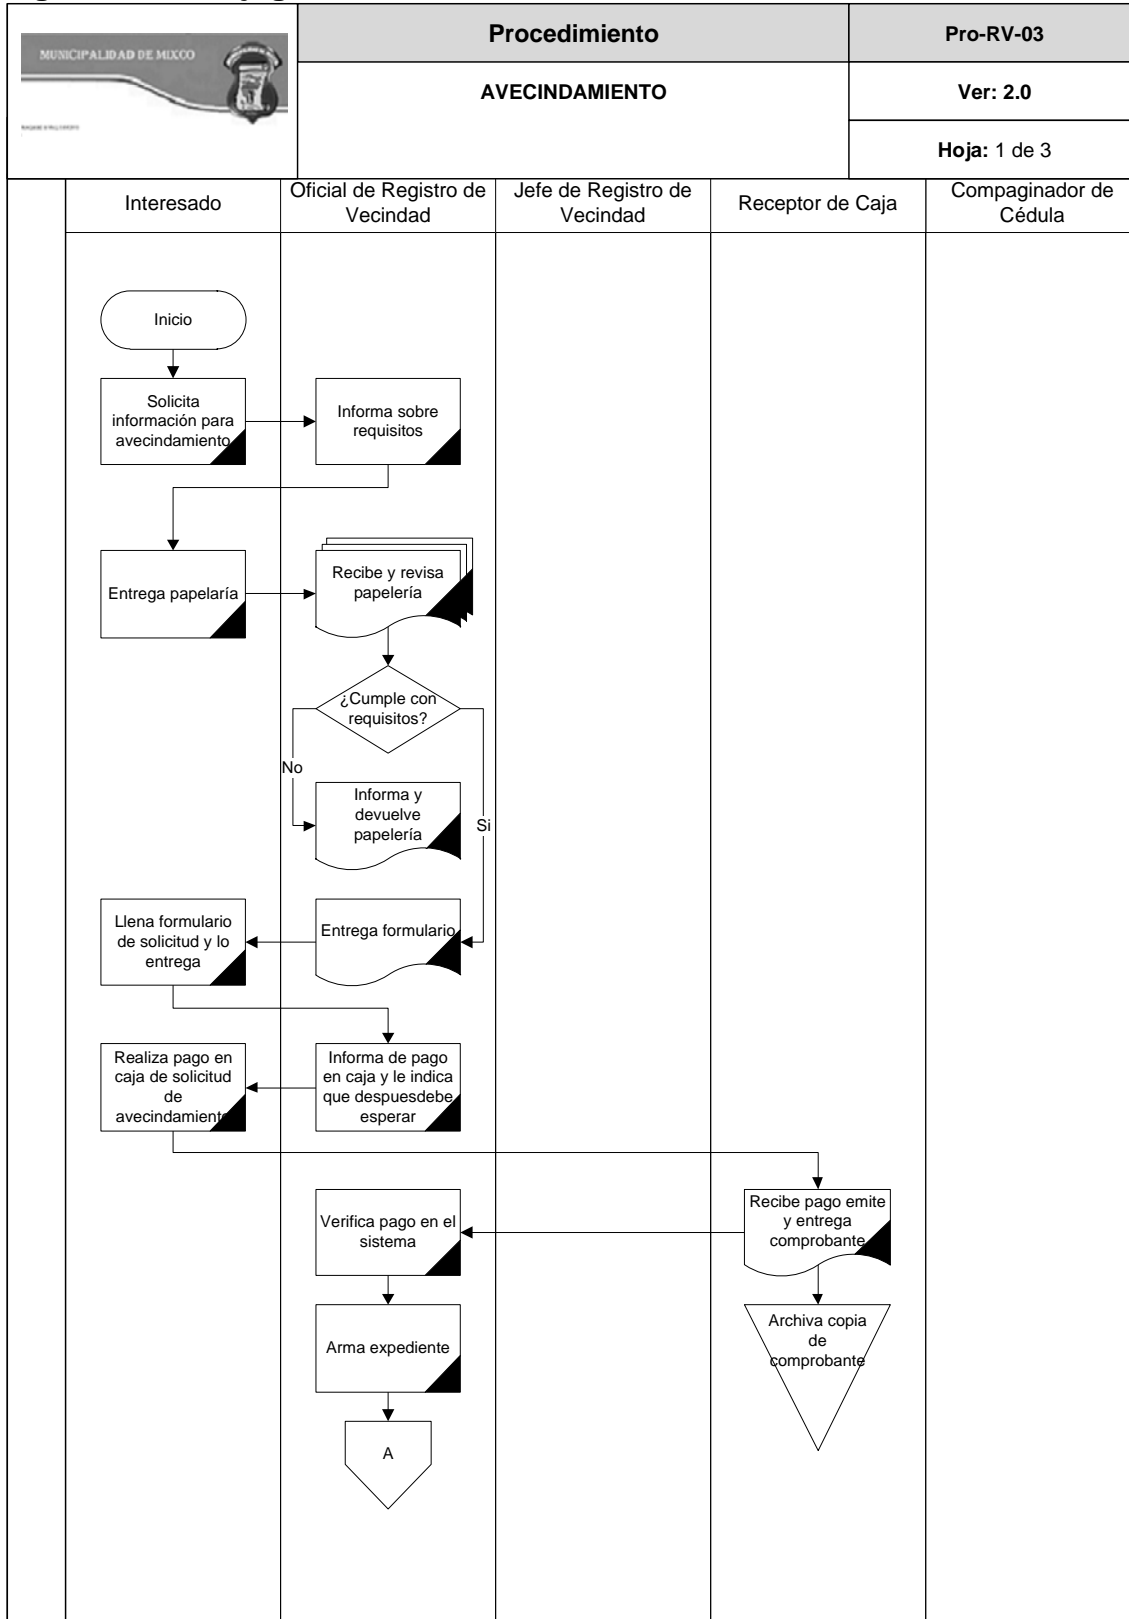 Procedimiento
Pro-RV-03
MUNICIPALIDAD DE MIXCO
AVECINDAMIENTO
Ver: 2.0
Hoja: 1 de 3
Interesado
Oficial de Registro de
Vecindad
Jefe de Registro de
Vecindad
Receptor de Caja
Compaginador de
Cédula
Inicio
Solicita
información para
avecindamiento
Informa sobre
requisitos
Entrega papelaría
Recibe y revisa
papelería
¿Cumple con
requisitos?
No
Informa y
devuelve
papelería
Si
Llena formulario
de solicitud y lo
entrega
Entrega formulario
Realiza pago en
caja de solicitud
de
avecindamiento
Informa de pago
en caja y le indica
que despuesdebe
esperar
Recibe pago emite
y entrega
comprobante
Verifica pago en el
sistema
Archiva copia
de
comprobante
Arma expediente
A